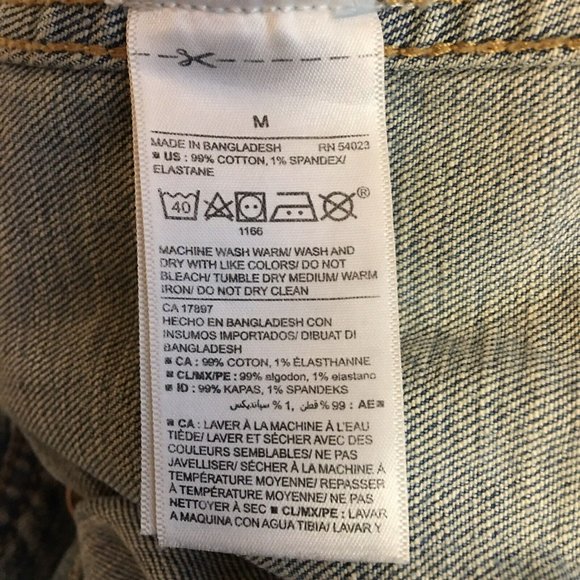 M
MADE IN BANGLADESH RN 54023
US : 99% COTTON, 1% SPANDEX/
ELASTANE
40
®
1166
MACHINE WASH WARM/ WASH AND
DRY WITH LIKE COLORS/ DO NOT
BLEACH/ TUMBLE DRY MEDIUM/ WARM
IRON/ DO NOT DRY CLEAN
CA 17897
HECHO EN BANGLADESH CON
INSUMOS IMPORTADOS/ DIBUAT DI
BANGLADESH
CA : 99% COTON, 1% ÉLASTHANNE
CL/MX/PE : 99% algodon, 1% elastano
ID : 99% KAPAS, 1% SPANDEKS
AE : 99% قطن, 1% سباندیكس
CA : LAVER À LA MACHINE À L'EAU
TIÈDE/ LAVER ET SÉCHER AVEC DES
COULEURS SEMBLABLES/ NE PAS
JAVELLISER/ SÉCHER À LA MACHINE À
TEMPÉRATURE MOYENNE/ REPASSER
À TEMPÉRATURE MOYENNE/ NE PAS
NETTOYER À SEC CL/MX/PE : LAVAR
A MAQUINA CON AGUA TIBIA/ LAVAR Y